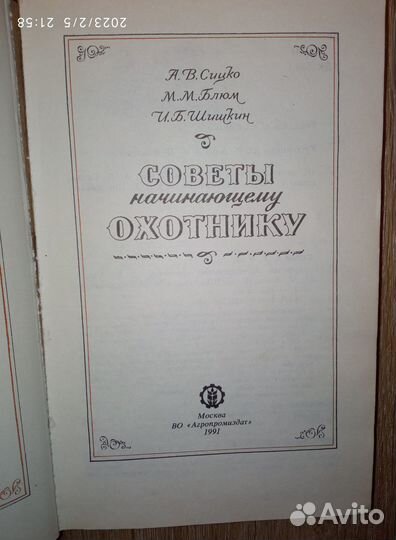 2023/2/5 21:58
А. В. Сицко
М. М. Блюм
И. Б. Шишкин
СОВЕТЫ
начинающему
ОХОТНИКУ
Москва
ВО «Агропромиздат»
1991
Avito